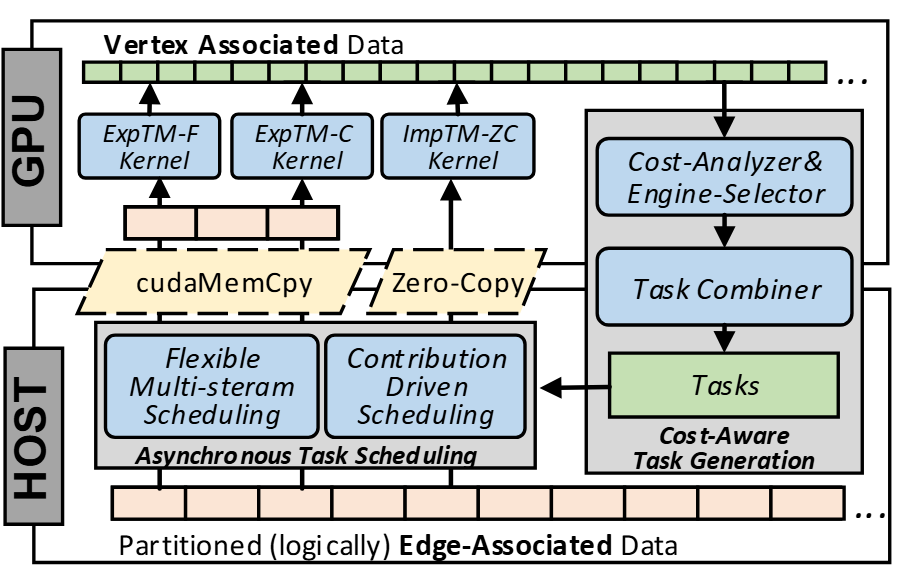 Vertex Associated Data
...
GPU
ExpTM-F
Kernel
ExpTM-C
Kernel
ImpTM-ZC
Kernel
Cost-Analyzer&
Engine-Selector
cudaMemCpy
Zero-Copy
Task Combiner
HOST
Flexible
Multi-steram
Scheduling
Contribution
Driven
Scheduling
Tasks
Asynchronous Task Scheduling
Cost-Aware
Task Generation
...
Partitioned (logically) Edge-Associated Data